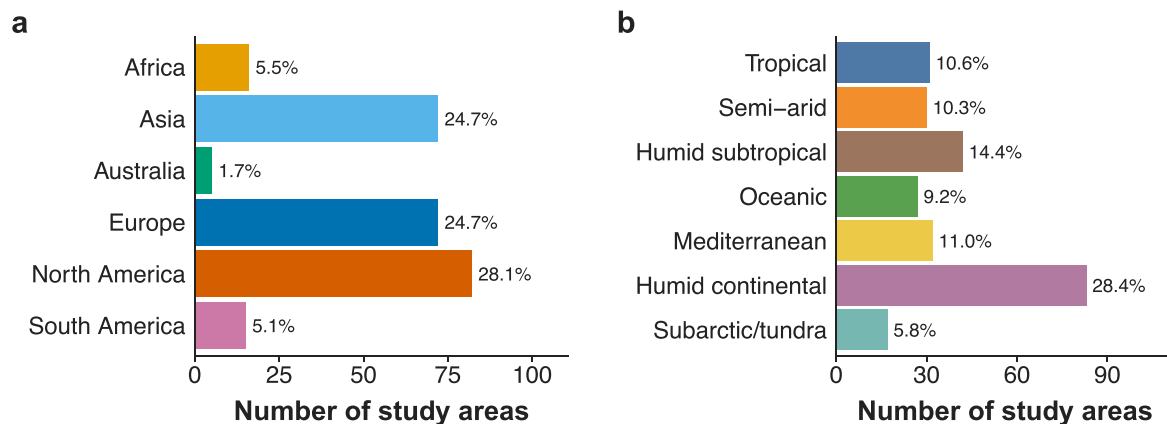 a
Africa 5.5%
Asia 24.7%
Australia 1.7%
Europe 24.7%
North America 28.1%
South America 5.1%
0 25 50 75 100
Number of study areas
b
Tropical 10.6%
Semi−arid 10.3%
Humid subtropical 14.4%
Oceanic 9.2%
Mediterranean 11.0%
Humid continental 28.4%
Subarctic/tundra 5.8%
0 30 60 90
Number of study areas